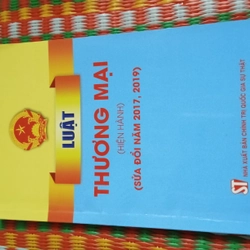 LUẬT
THƯƠNG MẠI
(HIỆN HÀNH)
(SỬA ĐỔI NĂM 2017, 2019)
ST
NHÀ XUẤT BẢN CHÍNH TRỊ QUỐC GIA SỰ THẬT